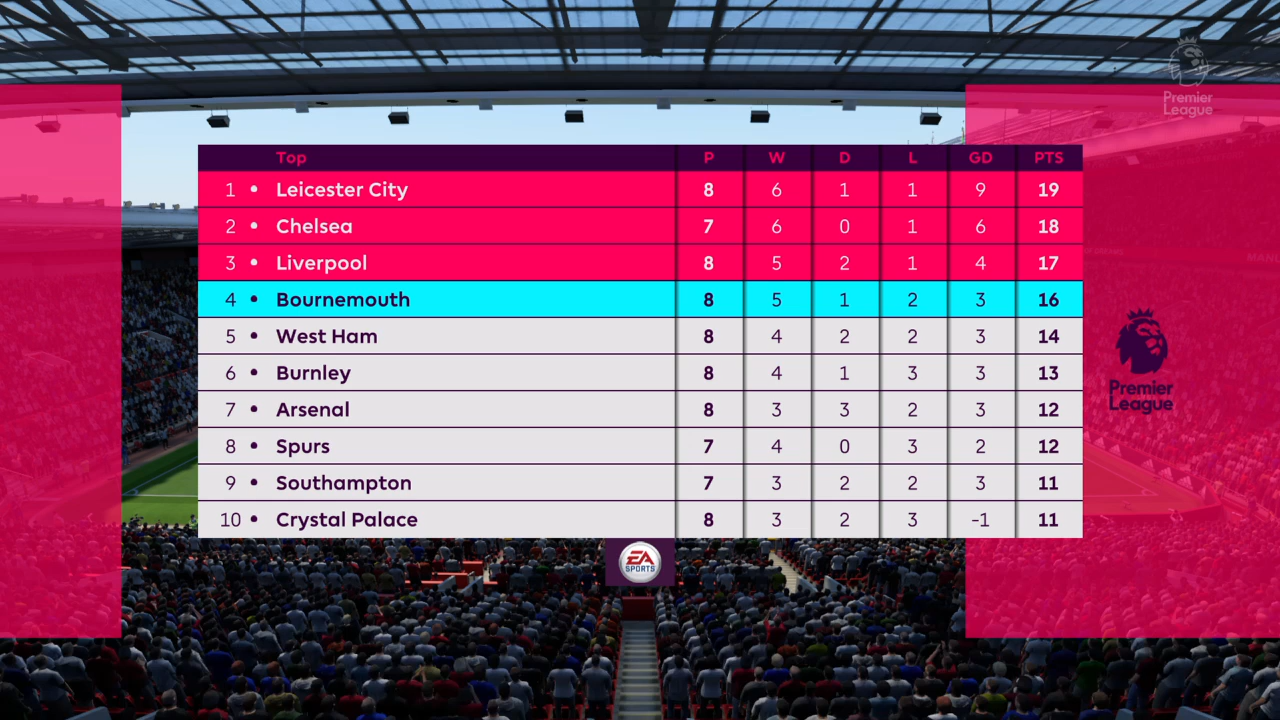 Premier
League
Top P W D L GD PTS
1 • Leicester City 8 6 1 1 9 19
2 • Chelsea 7 6 0 1 6 18
3 • Liverpool 8 5 2 1 4 17
4 • Bournemouth 8 5 1 2 3 16
5 • West Ham 8 4 2 2 3 14
6 • Burnley 8 4 1 3 3 13
7 • Arsenal 8 3 3 2 3 12
8 • Spurs 7 4 0 3 2 12
9 • Southampton 7 3 2 2 3 11
10 • Crystal Palace 8 3 2 3 -1 11
Premier
League
EA
SPORTS